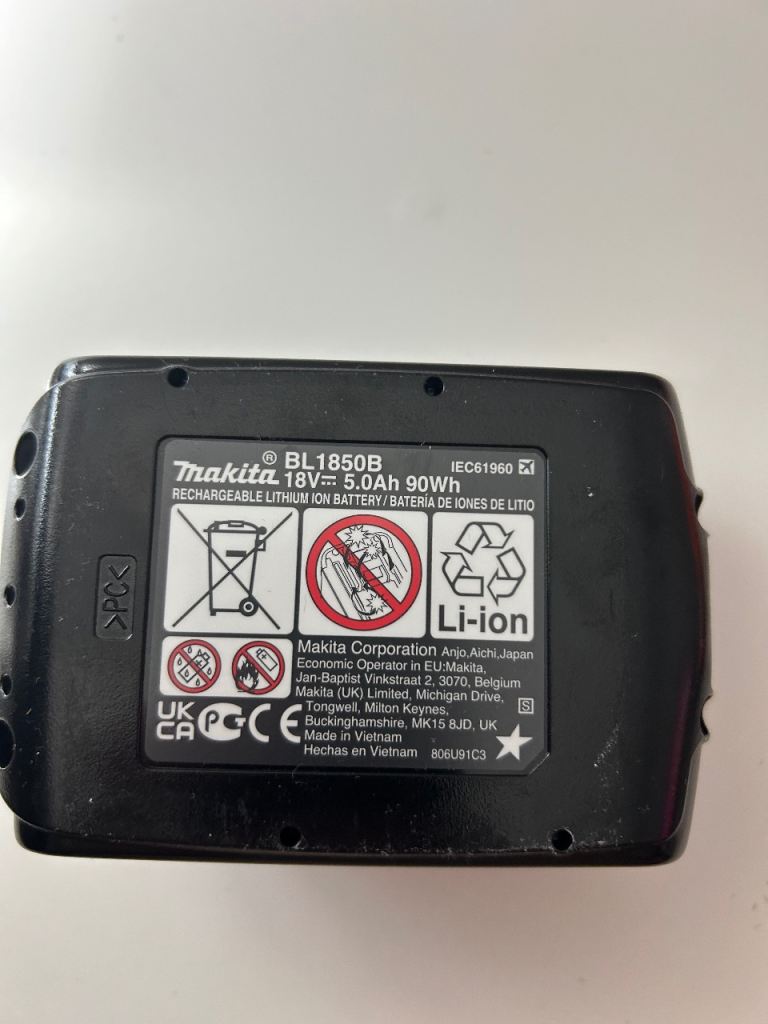 makita® BL1850B IEC61960
18V⎓ 5.0Ah 90Wh
RECHARGEABLE LITHIUM ION BATTERY / BATERÍA DE IONES DE LITIO
Li-ion
>PC<
Makita Corporation Anjo,Aichi,Japan
Economic Operator in EU:Makita,
Jan-Baptist Vinkstraat 2, 3070, Belgium
Makita (UK) Limited, Michigan Drive,
Tongwell, Milton Keynes,
Buckinghamshire, MK15 8JD, UK
Made in Vietnam
Hechas en Vietnam 806U91C3
S
UK
CA
PCT
CE